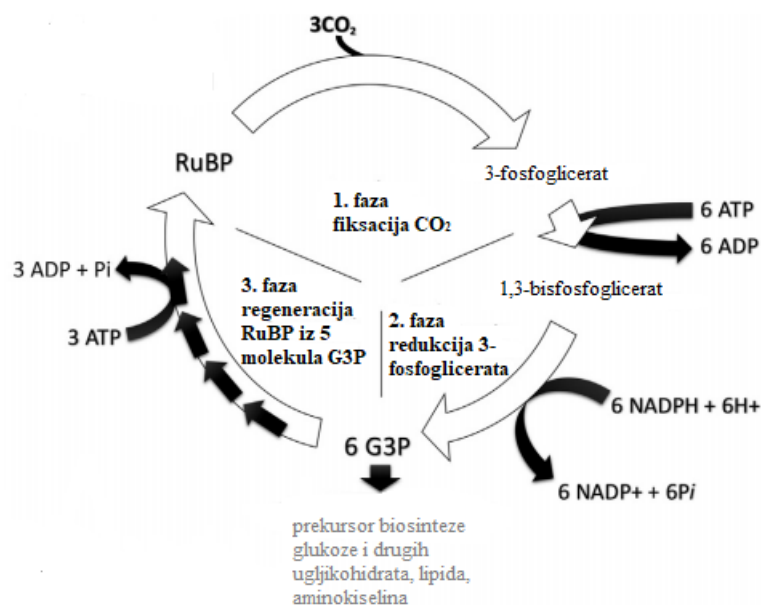 3CO₂
RuBP
3-fosfoglicerat
1. faza
fiksacija CO₂
6 ATP
6 ADP
3 ADP + Pi
3 ATP
3. faza
regeneracija
RuBP iz 5
molekula G3P
1,3-bisfosfoglicerat
2. faza
redukcija 3-
fosfoglicerata
6 NADPH + 6H+
6 G3P
6 NADP+ + 6Pi
prekursor biosinteze
glukoze i drugih
ugljikohidrata, lipida,
aminokiselina